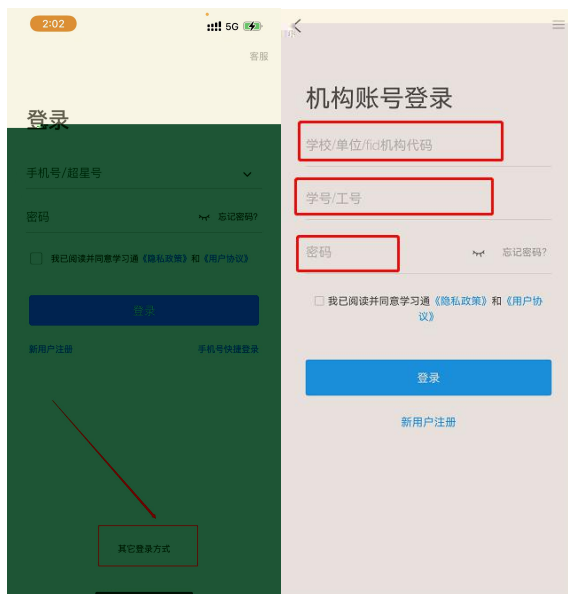 2:02
5G
客服
登录
手机号/超星号
密码
忘记密码?
我已阅读并同意学习通《隐私政策》和《用户协议》
登录
新用户注册
手机号快捷登录
其它登录方式
机构账号登录
学校/单位/fid机构代码
学号/工号
密码
忘记密码?
我已阅读并同意学习通《隐私政策》和《用户协
议》
登录
新用户注册